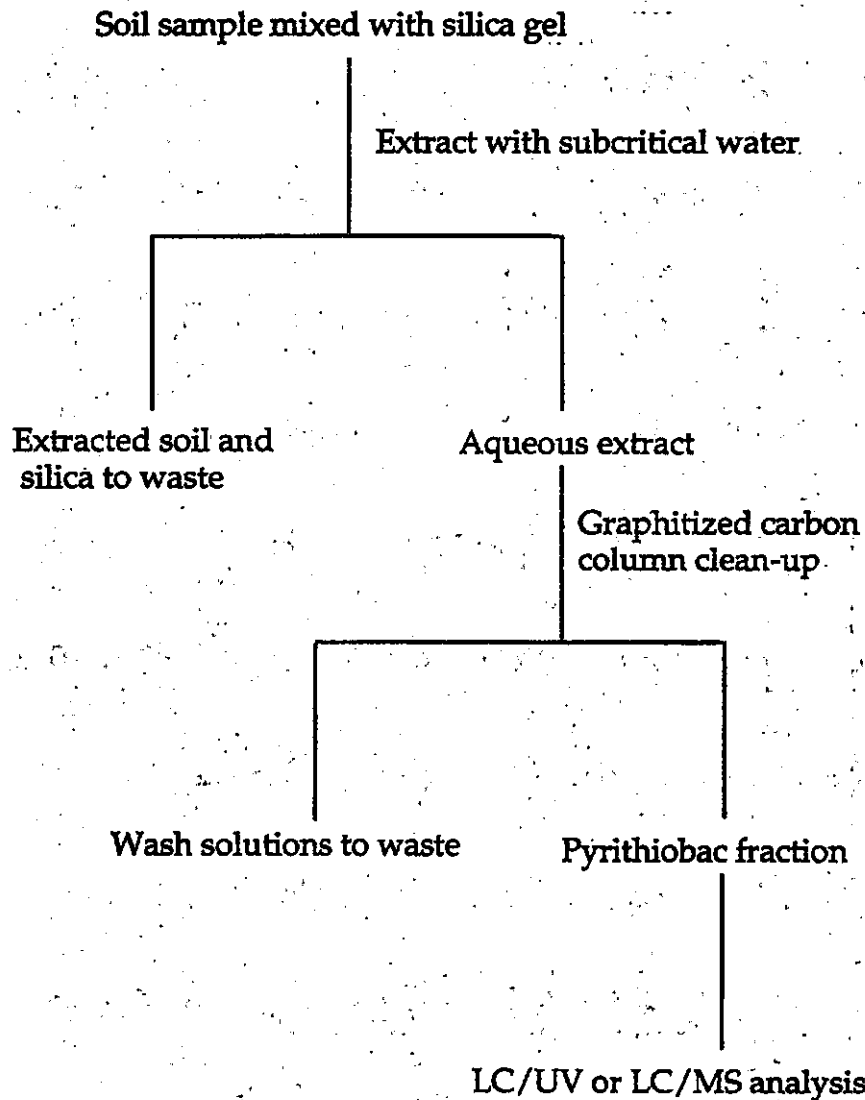 Soil sample mixed with silica gel
Extract with subcritical water
Extracted soil and
silica to waste
Aqueous extract
Graphitized carbon
column clean-up
Wash solutions to waste
Pyrithiobac fraction
LC/UV or LC/MS analysis